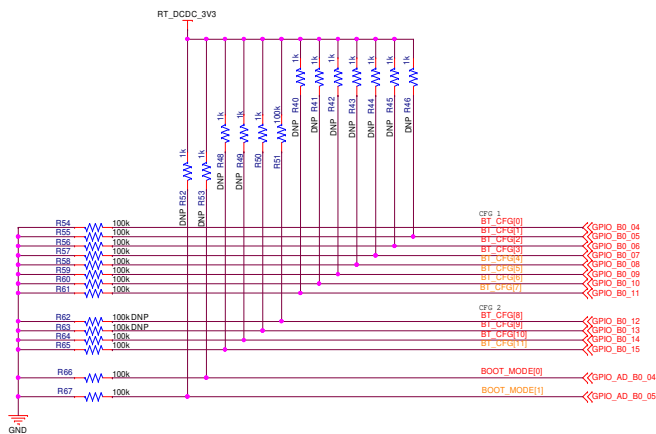 RT_DCDC_3V3
1k
DNP R40
1k
DNP R41
1k
DNP R42
1k
DNP R43
1k
DNP R44
1k
DNP R45
1k
DNP R46
1k
DNP R48
1k
DNP R49
1k
R50
100k
R51
1k
DNP R52
1k
DNP R53
CFG 1
R54 100k BT_CFG[0] GPIO_B0_04
R55 100k BT_CFG[1] GPIO_B0_05
R56 100k BT_CFG[2] GPIO_B0_06
R57 100k BT_CFG[3] GPIO_B0_07
R58 100k BT_CFG[4] GPIO_B0_08
R59 100k BT_CFG[5] GPIO_B0_09
R60 100k BT_CFG[6] GPIO_B0_10
R61 100k BT_CFG[7] GPIO_B0_11
CFG 2
R62 100k DNP BT_CFG[8] GPIO_B0_12
R63 100k DNP BT_CFG[9] GPIO_B0_13
R64 100k BT_CFG[10] GPIO_B0_14
R65 100k BT_CFG[11] GPIO_B0_15
R66 100k BOOT_MODE[0] GPIO_AD_B0_04
R67 100k BOOT_MODE[1] GPIO_AD_B0_05
GND